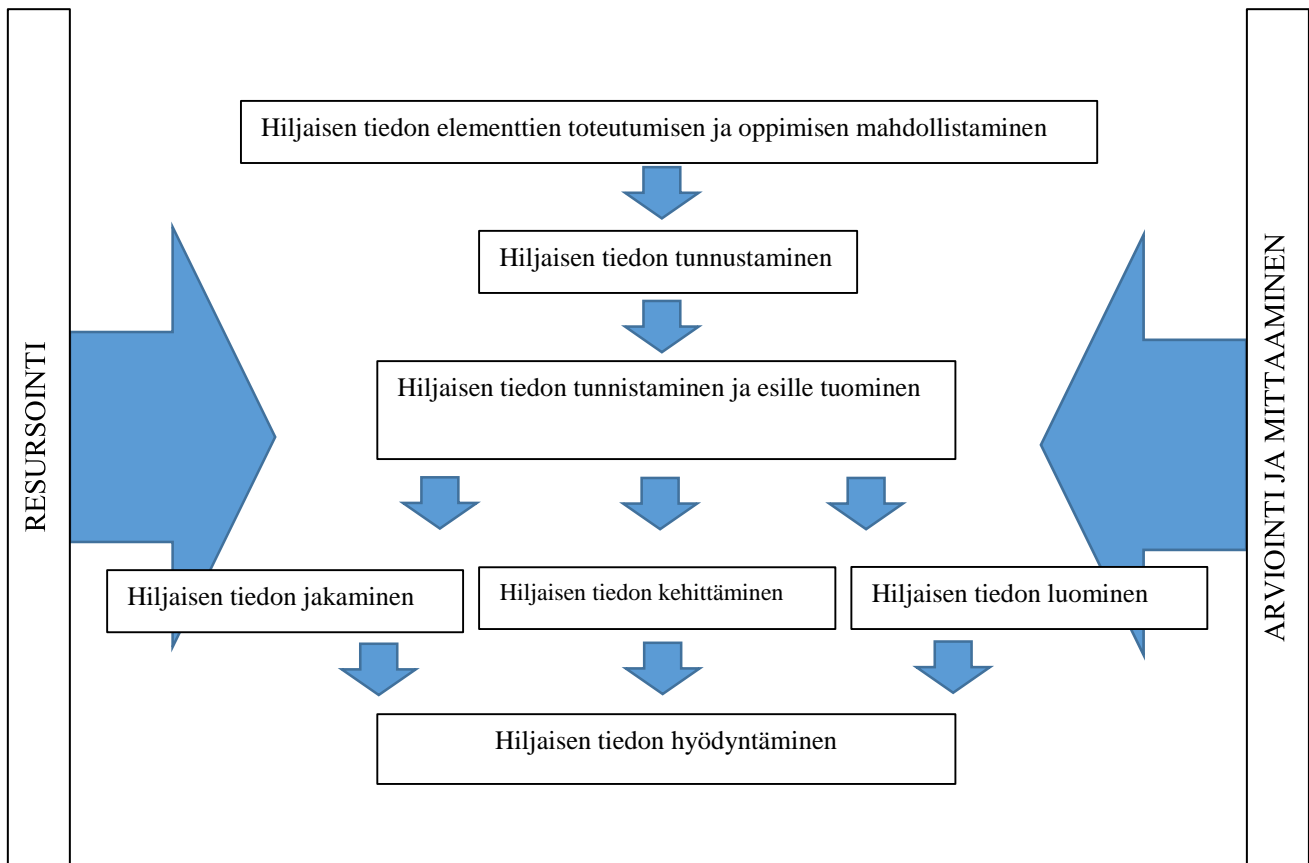 RESURSOINTI
Hiljaisen tiedon elementtien toteutumisen ja oppimisen mahdollistaminen
Hiljaisen tiedon tunnustaminen
Hiljaisen tiedon tunnistaminen ja esille tuominen
Hiljaisen tiedon jakaminen
Hiljaisen tiedon kehittäminen
Hiljaisen tiedon luominen
Hiljaisen tiedon hyödyntäminen
ARVIOINTI JA MITTAAMINEN